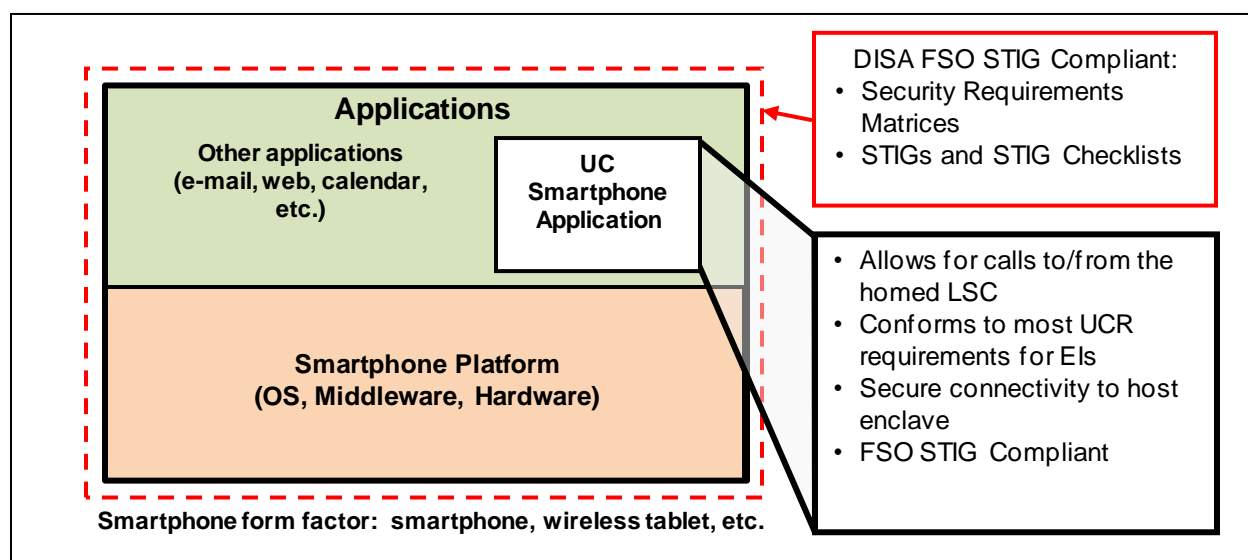 Applications
Other applications
(e-mail, web, calendar,
etc.)
UC
Smartphone
Application
Smartphone Platform
(OS, Middleware, Hardware)
Smartphone form factor: smartphone, wireless tablet, etc.
DISA FSO STIG Compliant:
• Security Requirements
Matrices
• STIGs and STIG Checklists
• Allows for calls to/from the
homed LSC
• Conforms to most UCR
requirements for EIs
• Secure connectivity to host
enclave
• FSO STIG Compliant